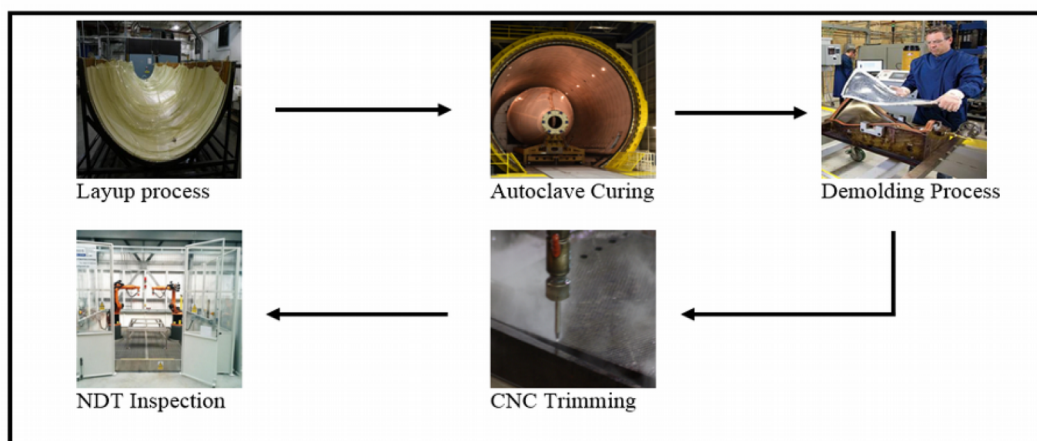 Layup process
Autoclave Curing
Demolding Process
NDT Inspection
CNC Trimming